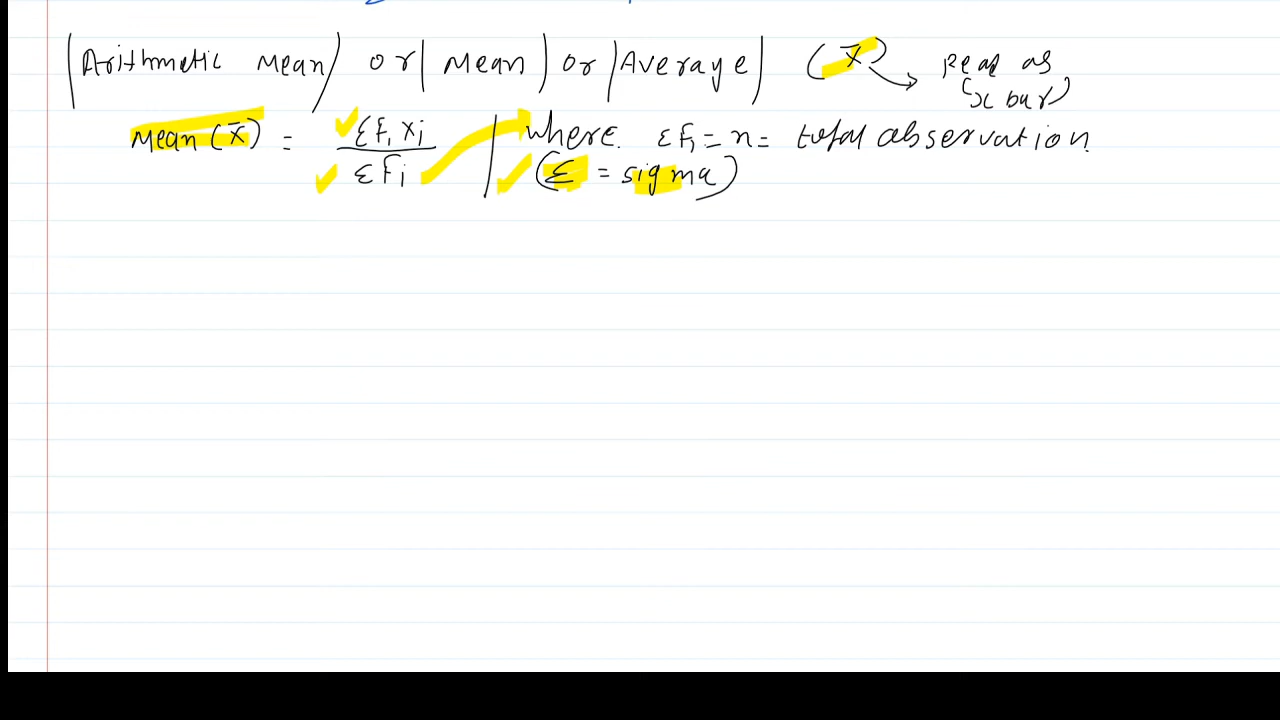 |Arithmetic Mean| or |Mean| or |Average| (x̄) → Read as
(x bar)
Mean (x̄) = Σfᵢxᵢ / Σfᵢ | where Σfᵢ = n = total observation.
(Σ = sigma)